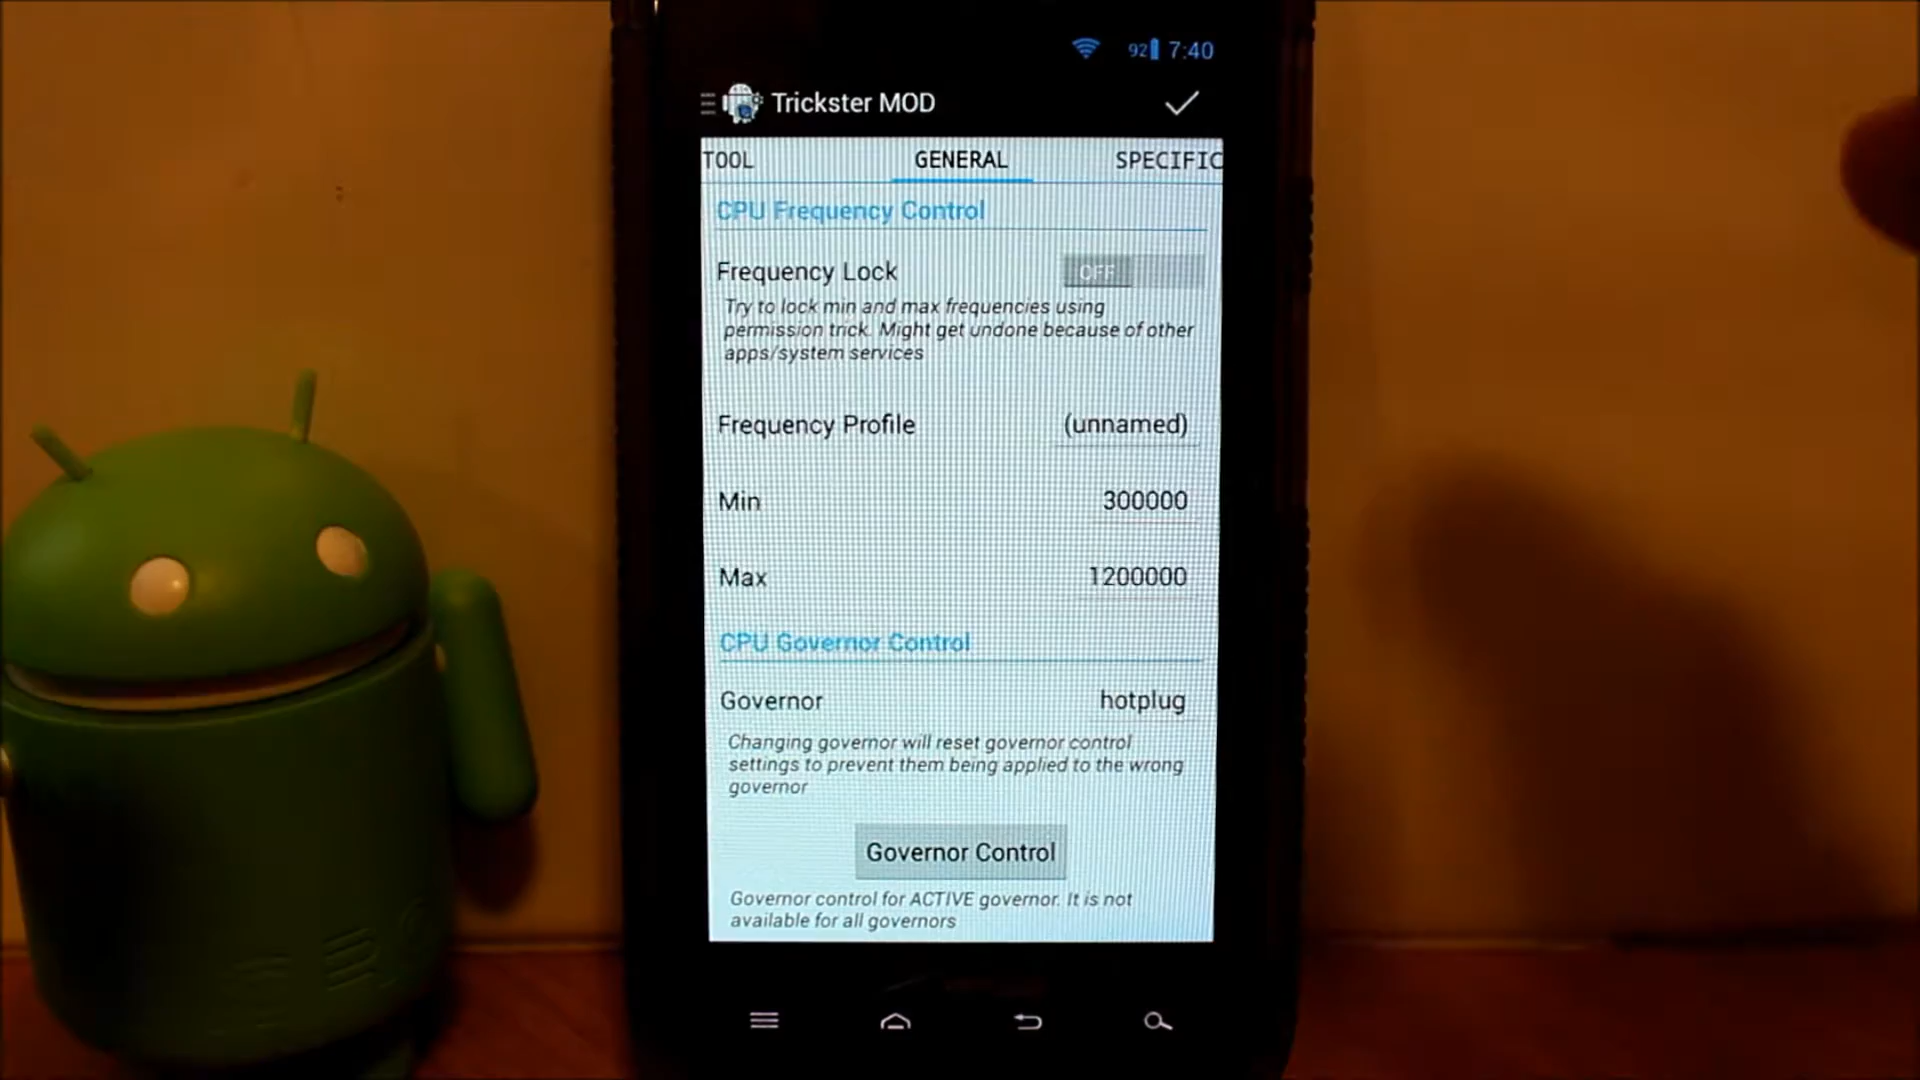 92 7:40
Trickster MOD
TOOL GENERAL SPECIFIC
CPU Frequency Control
Frequency Lock OFF
Try to lock min and max frequencies using
permission trick. Might get undone because of other
apps/system services
Frequency Profile (unnamed)
Min 300000
Max 1200000
CPU Governor Control
Governor hotplug
Changing governor will reset governor control
settings to prevent them being applied to the wrong
governor
Governor Control
Governor control for ACTIVE governor. It is not
available for all governors